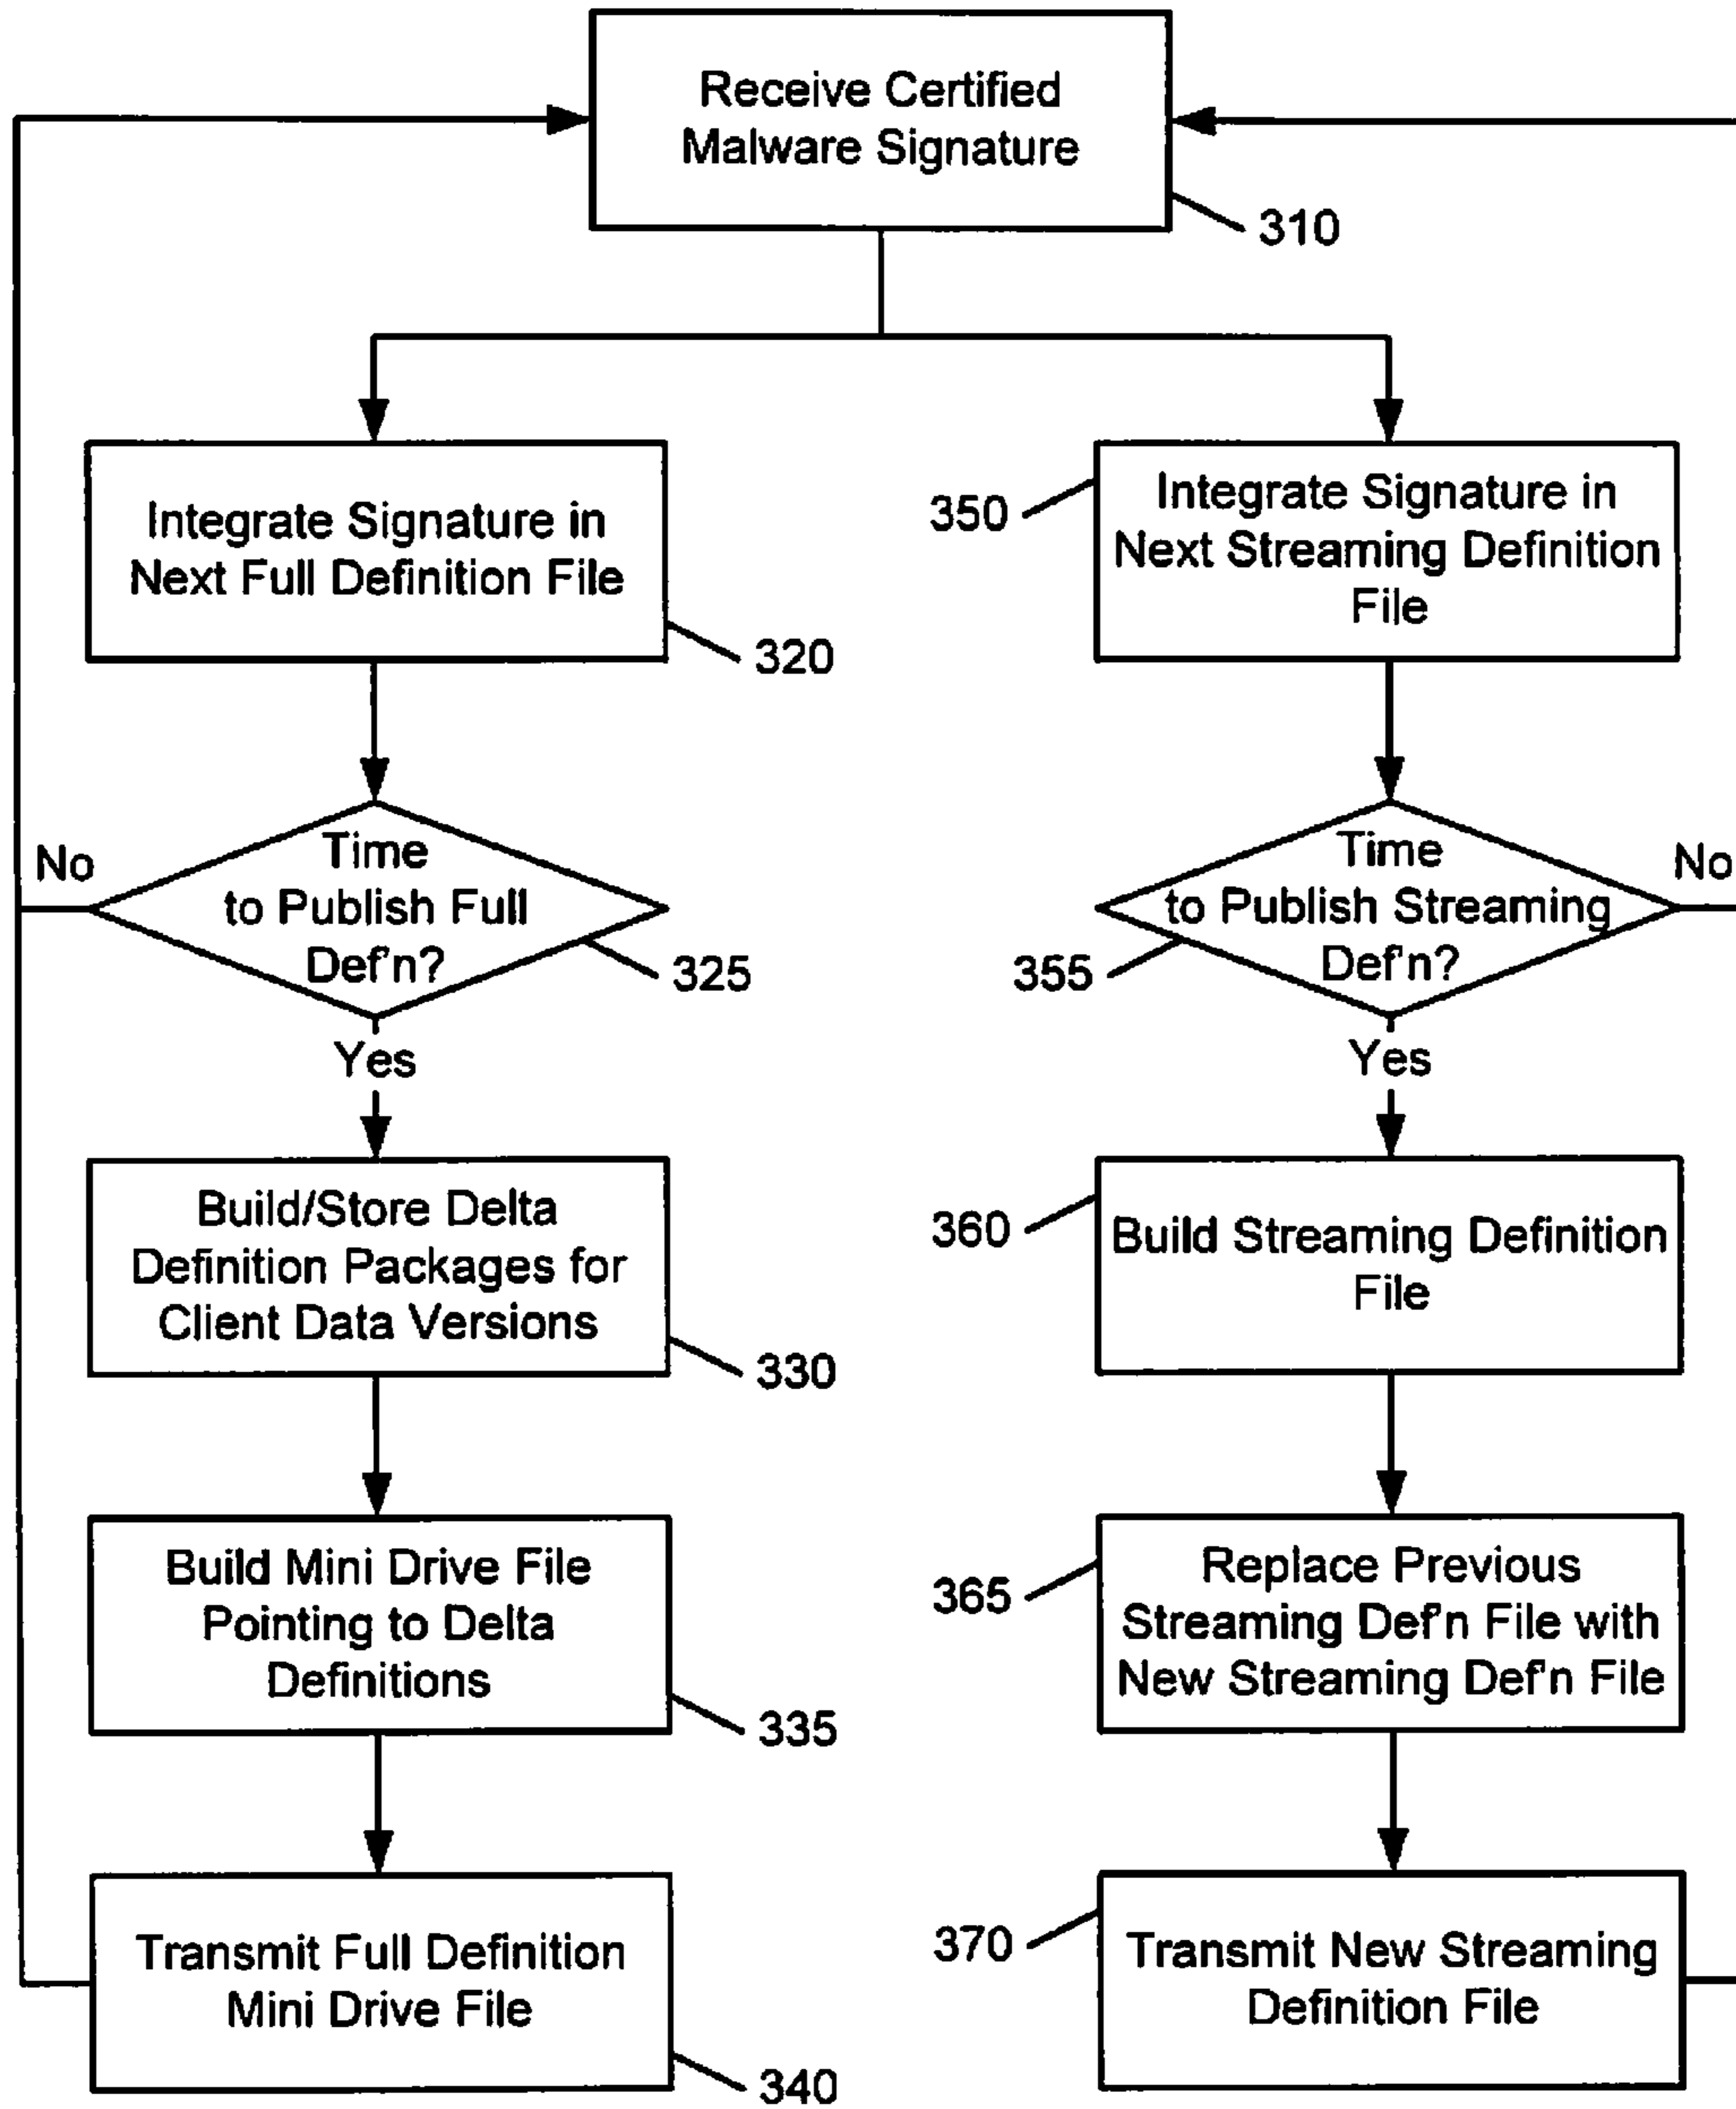 Receive Certified
Malware Signature
310
Integrate Signature in
Next Full Definition File
320
350
Integrate Signature in
Next Streaming Definition
File
No
Time
to Publish Full
Def'n?
325
Yes
355
Time
to Publish Streaming
Def'n?
No
Yes
Build/Store Delta
Definition Packages for
Client Data Versions
330
360
Build Streaming Definition
File
Build Mini Drive File
Pointing to Delta
Definitions
335
365
Replace Previous
Streaming Def'n File with
New Streaming Def'n File
Transmit Full Definition
Mini Drive File
340
370
Transmit New Streaming
Definition File